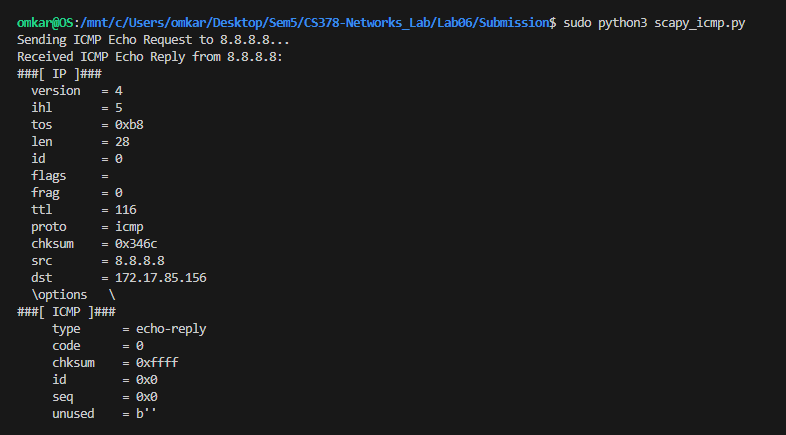 omkar@OS:/mnt/c/Users/omkar/Desktop/Sem5/CS378-Networks_Lab/Lab06/Submission$ sudo python3 scapy_icmp.py
Sending ICMP Echo Request to 8.8.8.8...
Received ICMP Echo Reply from 8.8.8.8:
###[ IP ]###
  version   = 4
  ihl       = 5
  tos       = 0xb8
  len       = 28
  id        = 0
  flags     =
  frag      = 0
  ttl       = 116
  proto     = icmp
  chksum    = 0x346c
  src       = 8.8.8.8
  dst       = 172.17.85.156
  \options   \
###[ ICMP ]###
     type      = echo-reply
     code      = 0
     chksum    = 0xffff
     id        = 0x0
     seq       = 0x0
     unused    = b''